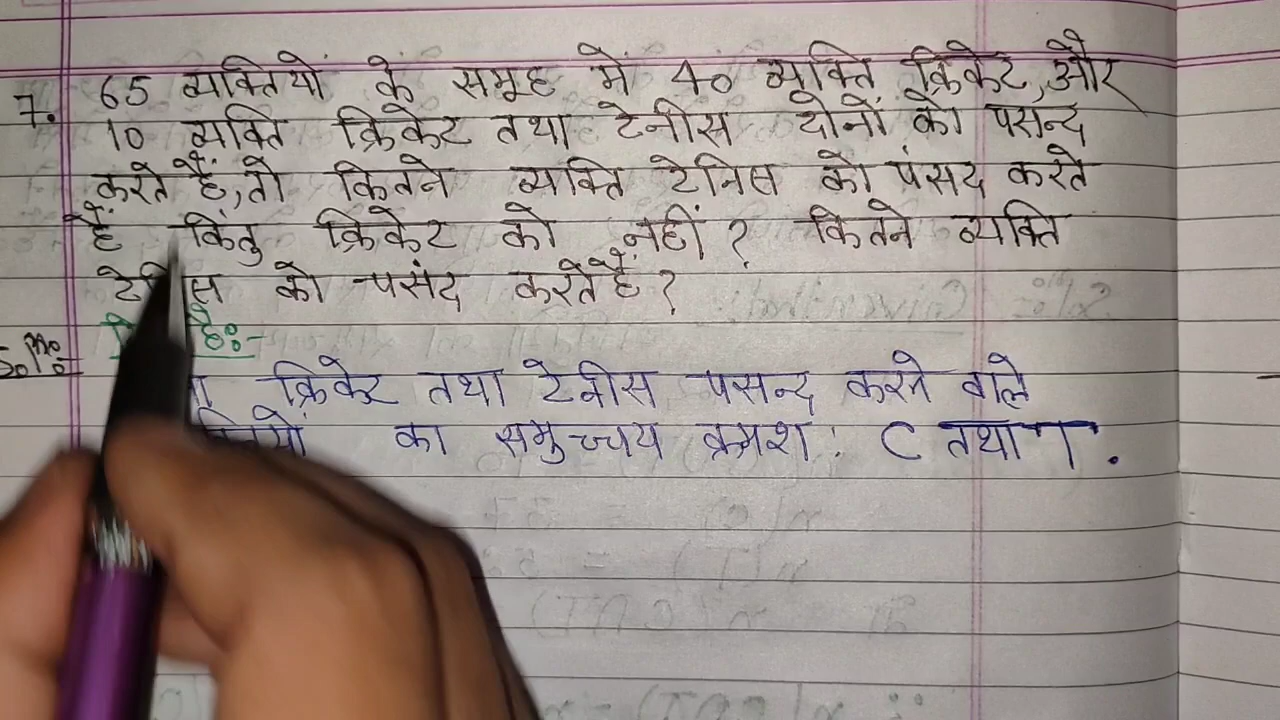 7. 65 व्यक्तियों के समूह में 40 व्यक्ति क्रिकेट, और
10 व्यक्ति क्रिकेट तथा टेनीस दोनों को पसन्द
करते हैं, तो कितने व्यक्ति टेनिस को पंसद करते
हैं किंतु क्रिकेट को नहीं? कितने व्यक्ति
को पसंद करते हैं?
Solⁿ:
क्रिकेट तथा टेनीस पसन्द करने वाले
का समुच्चय क्रमश: C तथा T.